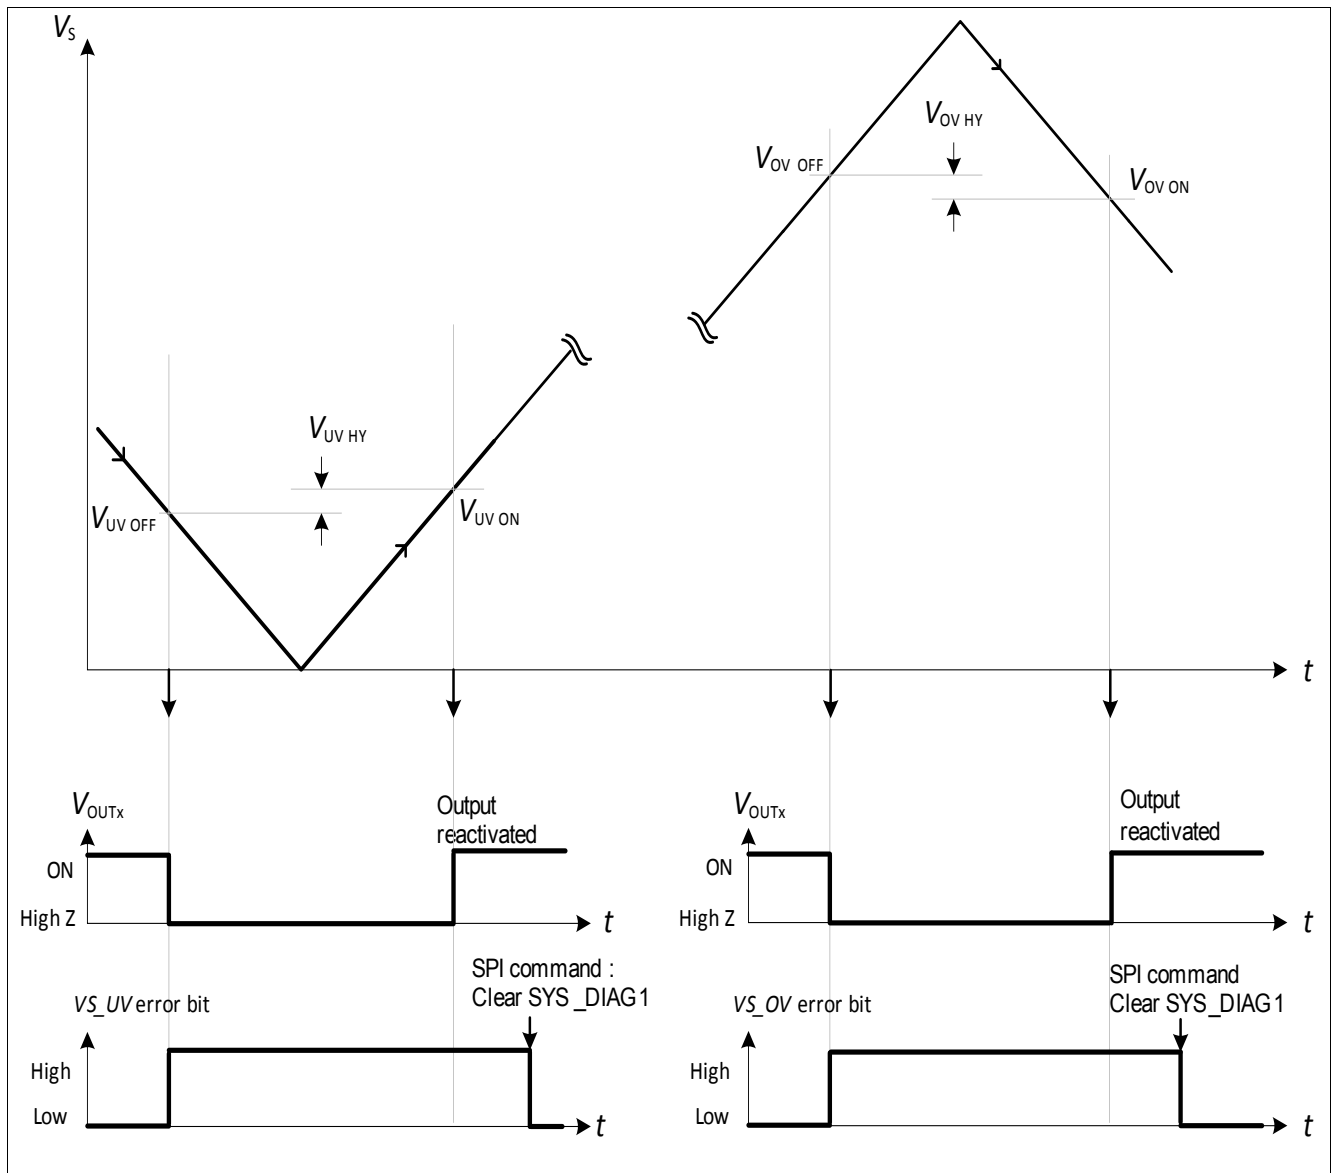 VS
VOV HY
VOV OFF
VOV ON
VUV HY
VUV OFF
VUV ON
t
VOUTx
Output
reactivated
ON
High Z
t
VOUTx
Output
reactivated
ON
High Z
t
SPI command :
Clear SYS_DIAG1
VS_UV error bit
High
Low
t
SPI command
Clear SYS_DIAG1
VS_OV error bit
High
Low
t